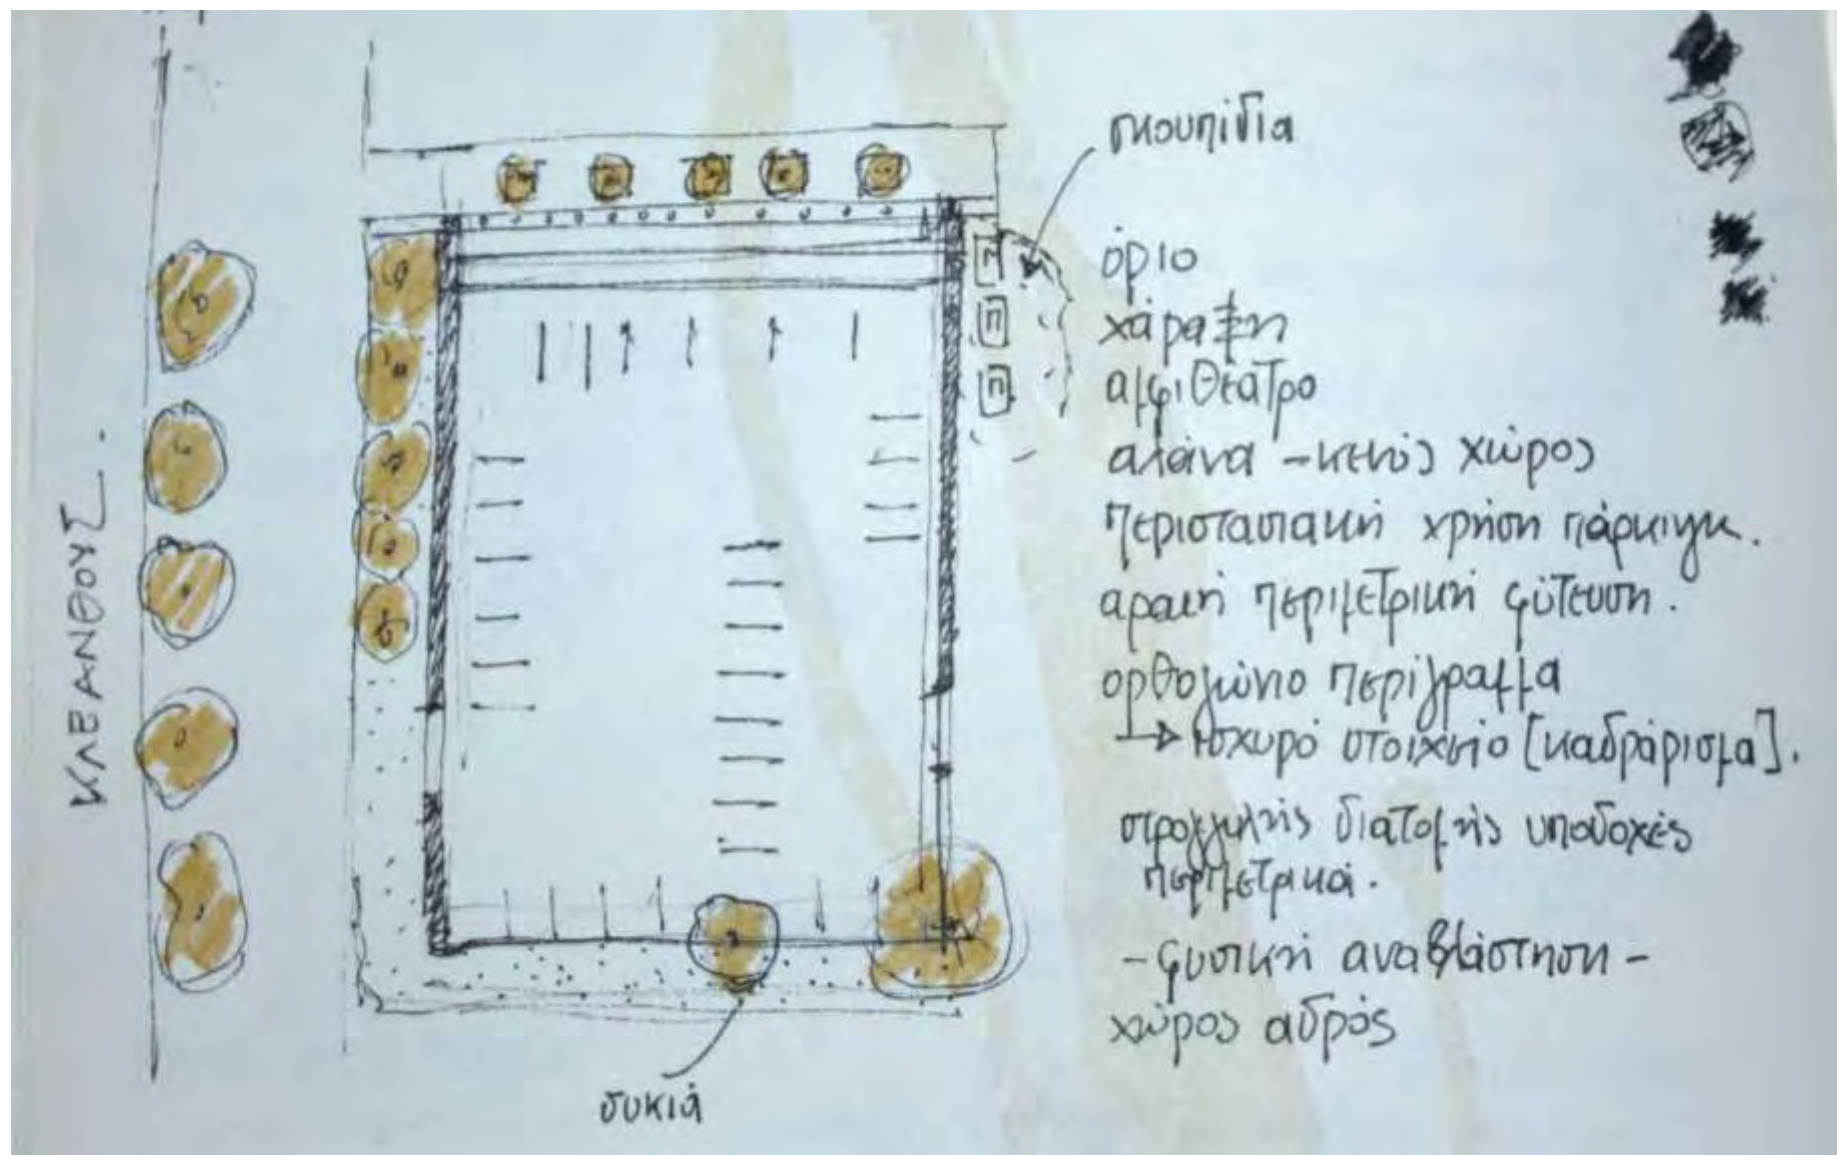 σκουπίδια
όριο
χάραξη
αμφιθέατρο
αλάνα - κενός χώρος
περιστασιακή χρήση πάρκινγκ.
αραιή περιμετρική φύτευση.
ορθογώνιο περίγραμμα
→ ισχυρό στοιχείο [καδράρισμα].
στρογγυλής διατομής υποδοχές
περιμετρικά.
- φυσική αναβλάστηση -
χώρος αδρός
ΚΛΕΑΝΘΟΥΣ.
Π
Π
Π
συκιά